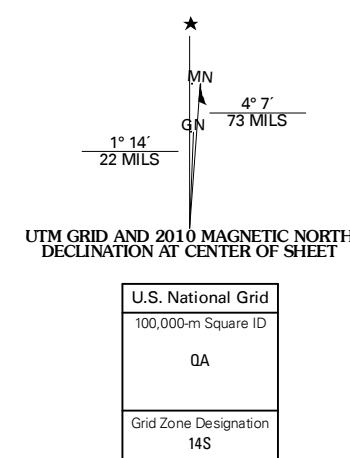 ★
MN
4° 7´
73 MILS
GN
1° 14´
22 MILS
UTM GRID AND 2010 MAGNETIC NORTH
DECLINATION AT CENTER OF SHEET
U.S. National Grid
100,000-m Square ID
QA
Grid Zone Designation
14S